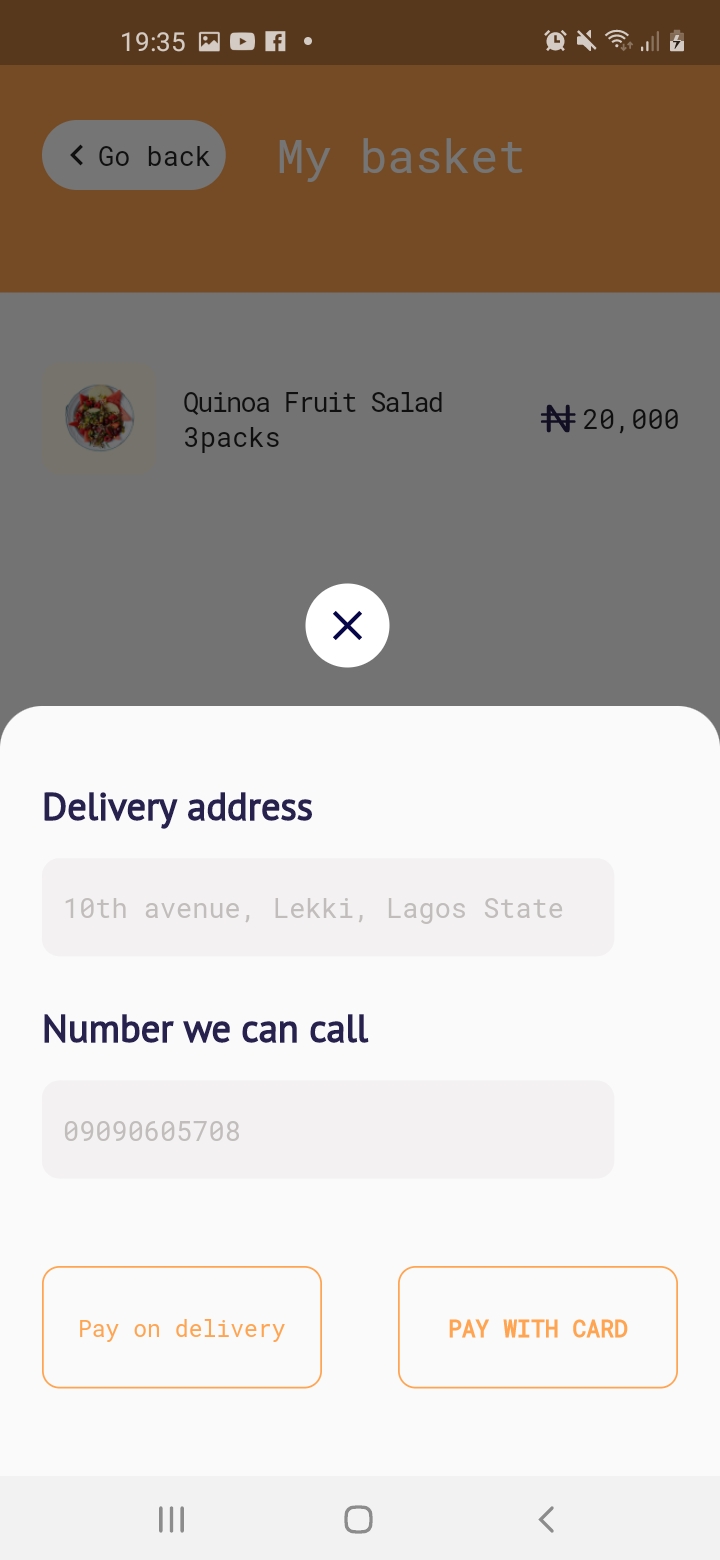 19:35
Go back
My basket
Quinoa Fruit Salad
3packs
₦ 20,000
Delivery address
10th avenue, Lekki, Lagos State
Number we can call
09090605708
Pay on delivery
PAY WITH CARD